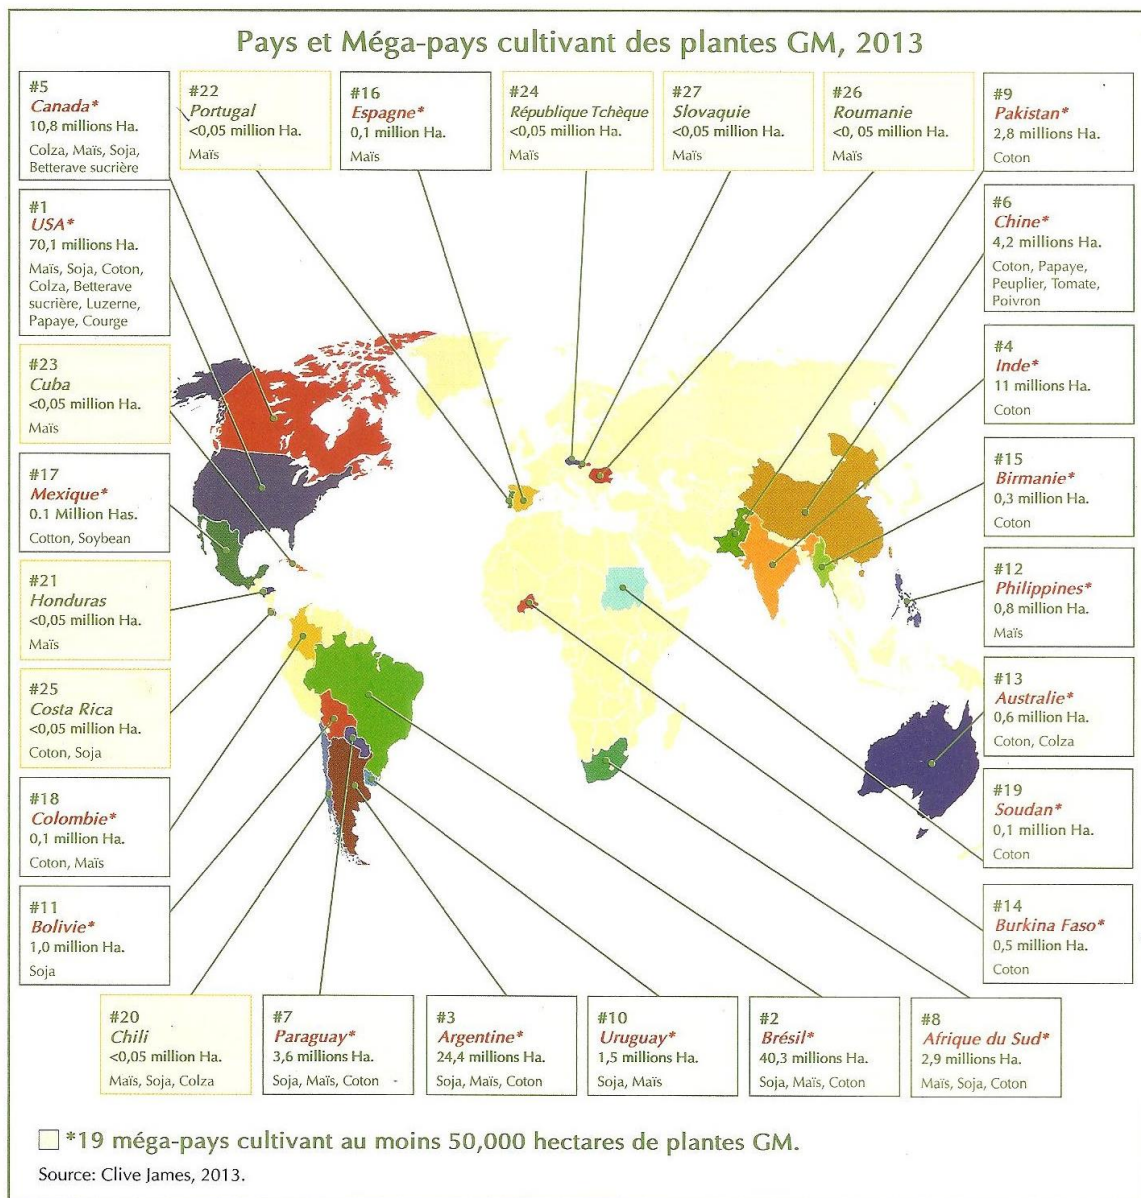 Pays et Méga-pays cultivant des plantes GM, 2013
#5
Canada*
10,8 millions Ha.
Colza, Maïs, Soja,
Betterave sucrière
#22
Portugal
<0,05 million Ha.
Maïs
#16
Espagne*
0,1 million Ha.
Maïs
#24
République Tchèque
<0,05 million Ha.
Maïs
#27
Slovaquie
<0,05 million Ha.
Maïs
#26
Roumanie
<0, 05 million Ha.
Maïs
#9
Pakistan*
2,8 millions Ha.
Coton
#1
USA*
70,1 millions Ha.
Maïs, Soja, Coton,
Colza, Betterave
sucrière, Luzerne,
Papaye, Courge
#6
Chine*
4,2 millions Ha.
Coton, Papaye,
Peuplier, Tomate,
Poivron
#23
Cuba
<0,05 million Ha.
Maïs
#4
Inde*
11 millions Ha.
Coton
#17
Mexique*
0.1 Million Has.
Cotton, Soybean
#15
Birmanie*
0,3 million Ha.
Coton
#21
Honduras
<0,05 million Ha.
Maïs
#12
Philippines*
0,8 million Ha.
Maïs
#25
Costa Rica
<0,05 million Ha.
Coton, Soja
#13
Australie*
0,6 million Ha.
Coton, Colza
#18
Colombie*
0,1 million Ha.
Coton, Maïs
#19
Soudan*
0,1 million Ha.
Coton
#11
Bolivie*
1,0 million Ha.
Soja
#14
Burkina Faso*
0,5 million Ha.
Coton
#20
Chili
<0,05 million Ha.
Maïs, Soja, Colza
#7
Paraguay*
3,6 millions Ha.
Soja, Maïs, Coton
#3
Argentine*
24,4 millions Ha.
Soja, Maïs, Coton
#10
Uruguay*
1,5 millions Ha.
Soja, Maïs
#2
Brésil*
40,3 millions Ha.
Soja, Maïs, Coton
#8
Afrique du Sud*
2,9 millions Ha.
Maïs, Soja, Coton
*19 méga-pays cultivant au moins 50,000 hectares de plantes GM.
Source: Clive James, 2013.